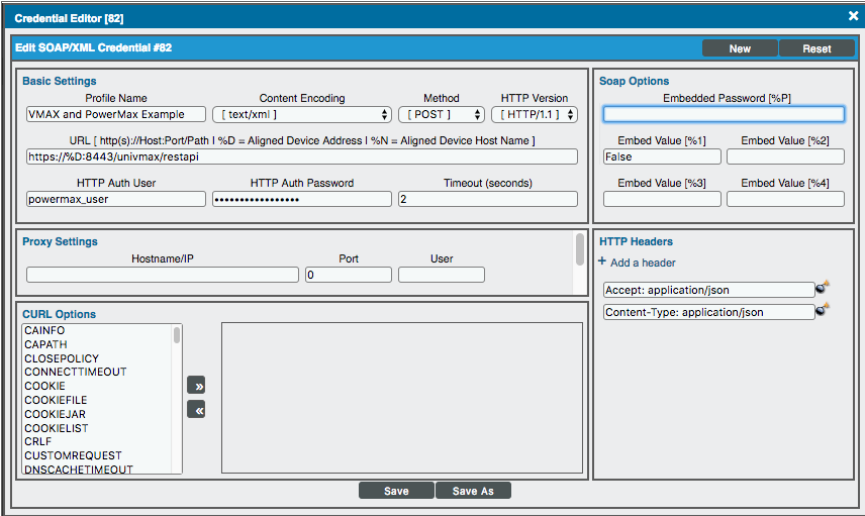 Credential Editor [82]
Edit SOAP/XML Credential #82
New
Reset
Basic Settings
Profile Name
Content Encoding
Method
HTTP Version
VMAX and PowerMax Example
[ text/xml ]
[ POST ]
[ HTTP/1.1 ]
URL [ http(s)://Host:Port/Path | %D = Aligned Device Address | %N = Aligned Device Host Name ]
https://%D:8443/univmax/restapi
HTTP Auth User
HTTP Auth Password
Timeout (seconds)
powermax_user
•••••••••••••••••
2
Soap Options
Embedded Password [%P]
Embed Value [%1]
Embed Value [%2]
False
Embed Value [%3]
Embed Value [%4]
Proxy Settings
Hostname/IP
Port
User
0
HTTP Headers
+ Add a header
Accept: application/json
Content-Type: application/json
CURL Options
CAINFO
CAPATH
CLOSEPOLICY
CONNECTTIMEOUT
COOKIE
COOKIEFILE
COOKIEJAR
COOKIELIST
CRLF
CUSTOMREQUEST
DNSCACHETIMEOUT
»
«
Save
Save As